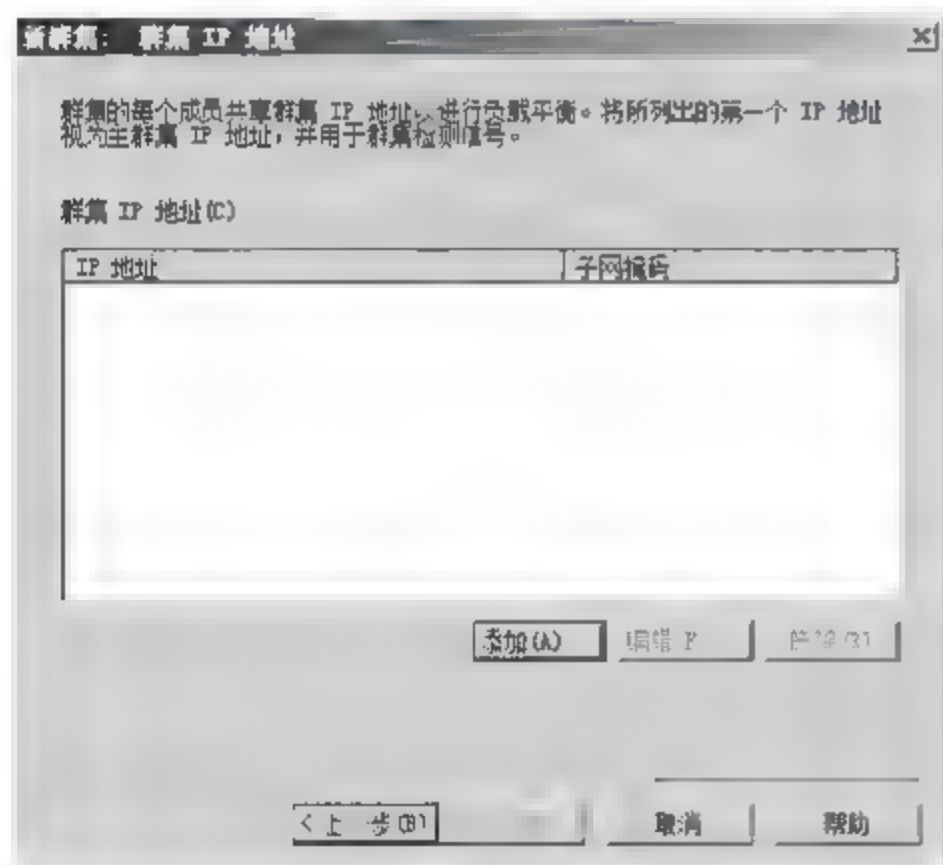 新群集: 群集 IP 地址
群集的每个成员共享群集 IP 地址以进行负载平衡。将所列出的第一个 IP 地址
视为主群集 IP 地址,并用于群集检测信号。
群集 IP 地址(C)
IP 地址 子网掩码
添加(A) 编辑
<上一步(B) 取消 帮助